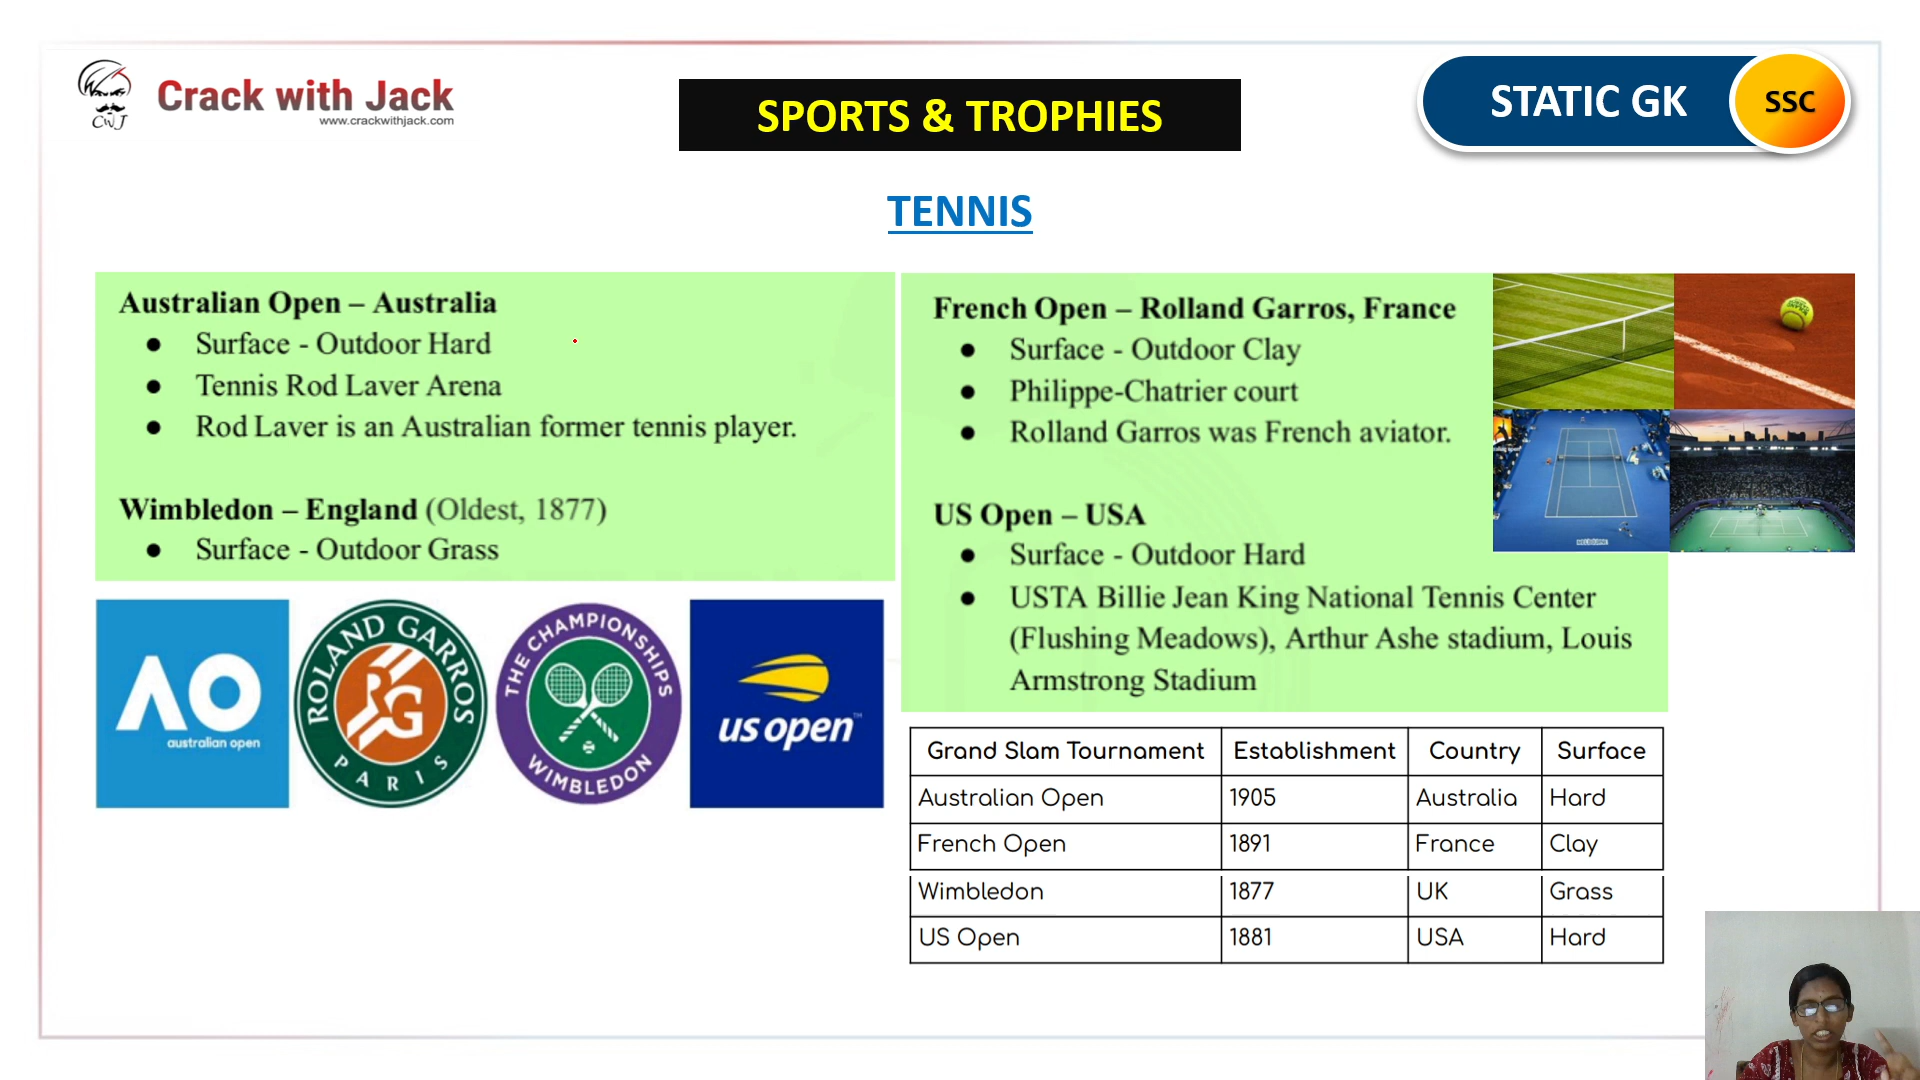 Crack with Jack
www.crackwithjack.com
CWJ
SPORTS & TROPHIES
STATIC GK
SSC
TENNIS
Australian Open – Australia
● Surface - Outdoor Hard
● Tennis Rod Laver Arena
● Rod Laver is an Australian former tennis player.
Wimbledon – England (Oldest, 1877)
● Surface - Outdoor Grass
French Open – Rolland Garros, France
● Surface - Outdoor Clay
● Philippe-Chatrier court
● Rolland Garros was French aviator.
US Open – USA
● Surface - Outdoor Hard
● USTA Billie Jean King National Tennis Center
(Flushing Meadows), Arthur Ashe stadium, Louis
Armstrong Stadium
MELBOURNE
AO
australian open
ROLAND GARROS
RG
PARIS
THE CHAMPIONSHIPS
WIMBLEDON
us open™
Grand Slam Tournament Establishment Country Surface
Australian Open 1905 Australia Hard
French Open 1891 France Clay
Wimbledon 1877 UK Grass
US Open 1881 USA Hard